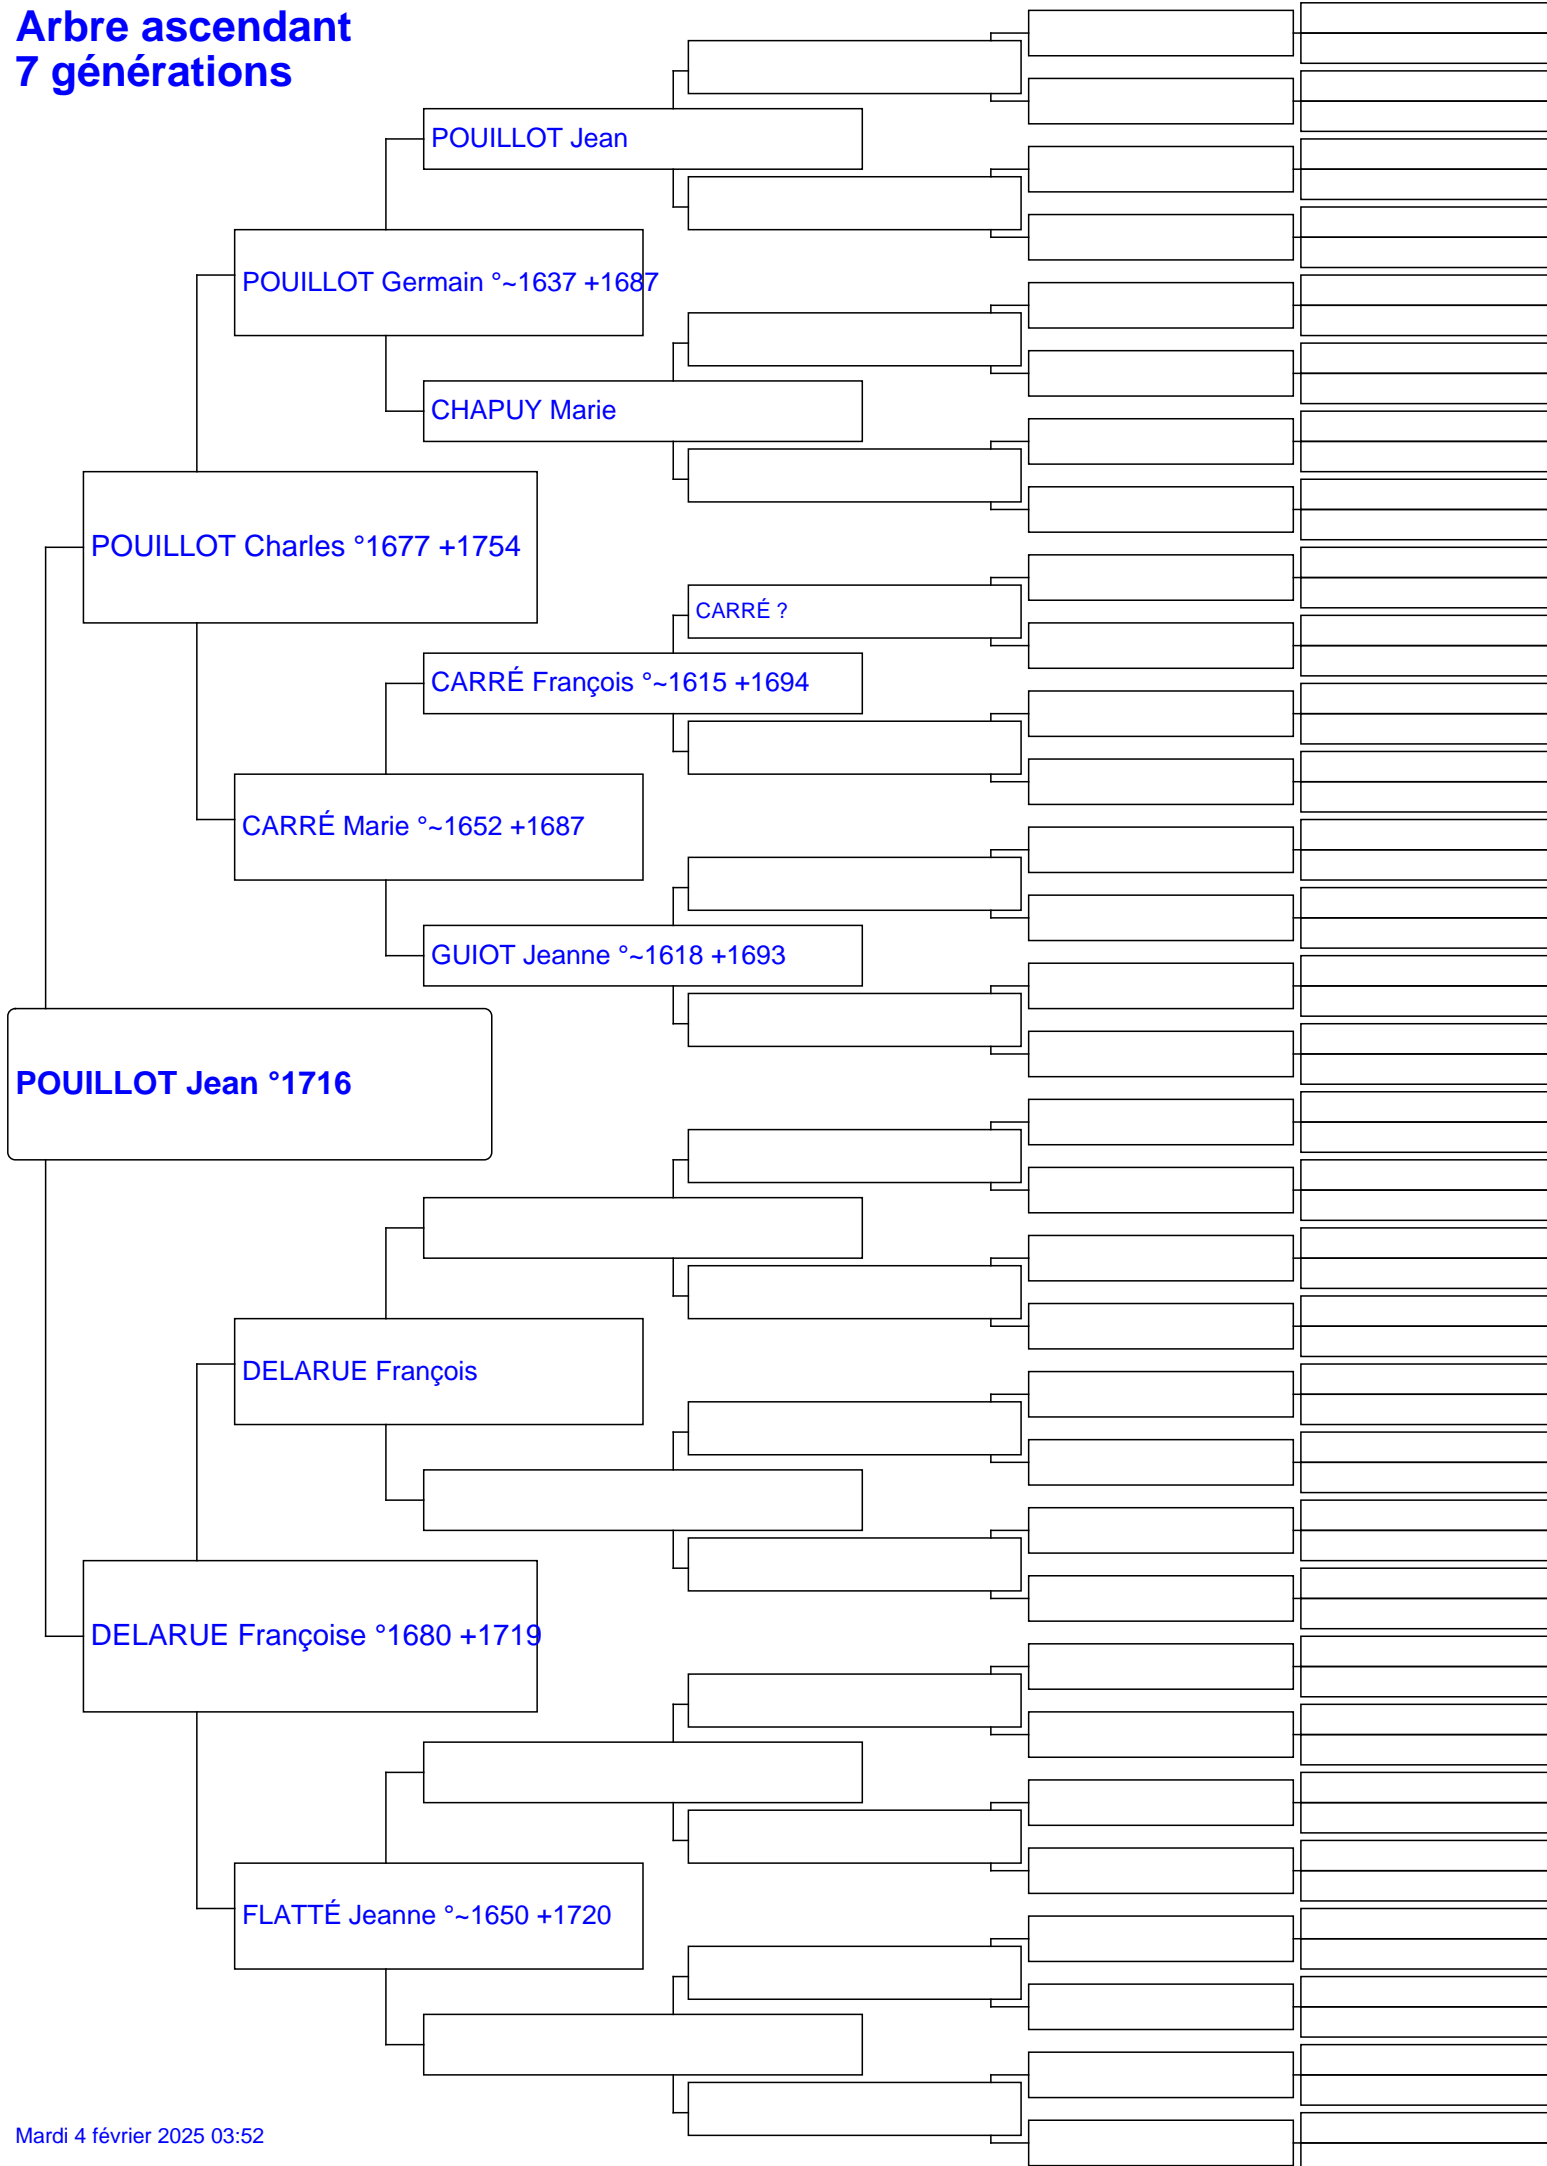 Arbre ascendant
7 générations
POUILLOT Jean
POUILLOT Germain °~1637 +1687
CHAPUY Marie
POUILLOT Charles °1677 +1754
CARRÉ ?
CARRÉ François °~1615 +1694
CARRÉ Marie °~1652 +1687
GUIOT Jeanne °~1618 +1693
POUILLOT Jean °1716
DELARUE François
DELARUE Françoise °1680 +1719
FLATTÉ Jeanne °~1650 +1720
Mardi 4 février 2025 03:52